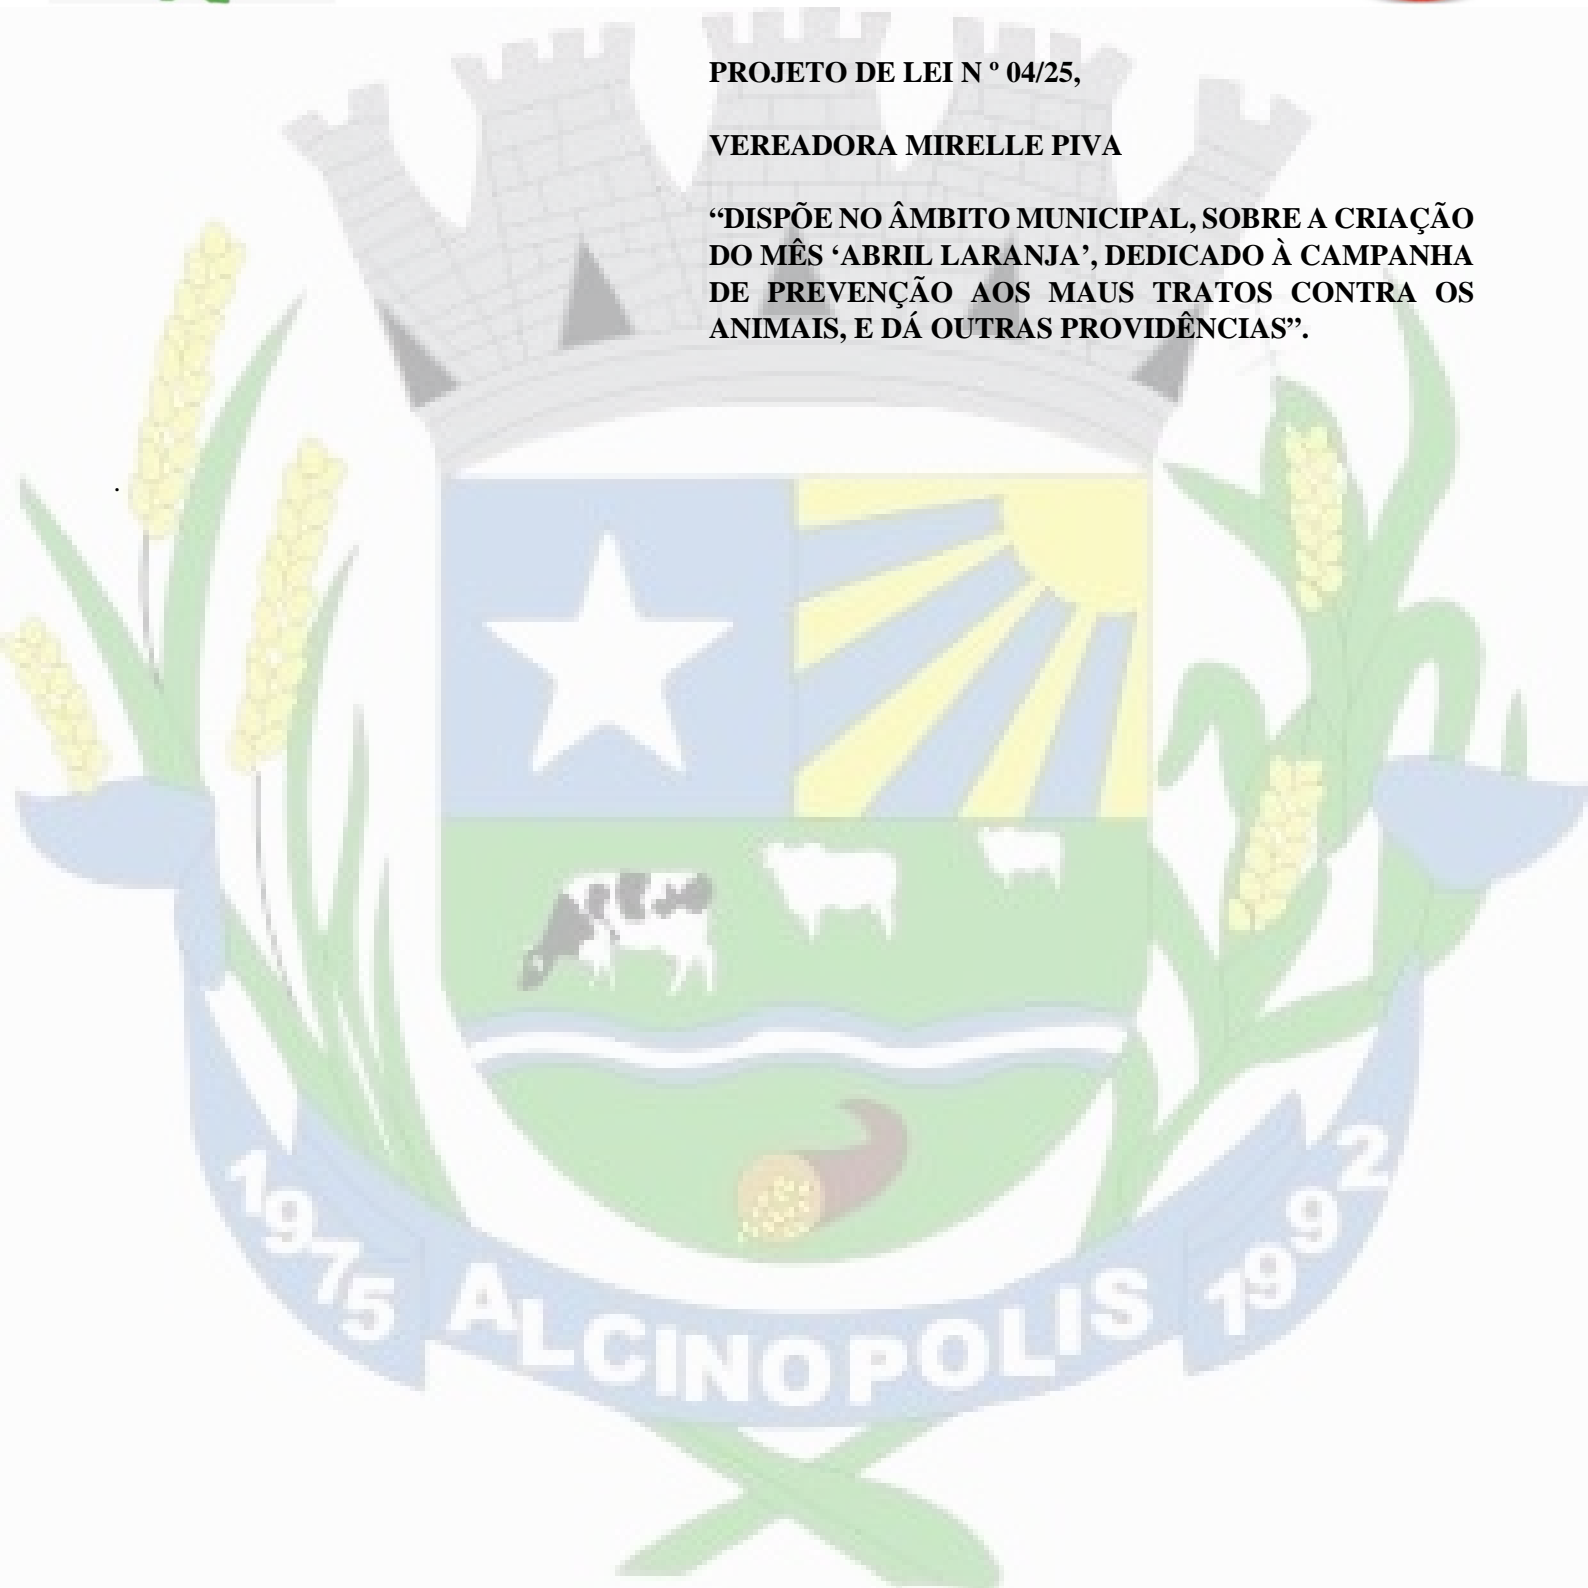 PROJETO DE LEI N º 04/25,
VEREADORA MIRELLE PIVA
“DISPÕE NO ÂMBITO MUNICIPAL, SOBRE A CRIAÇÃO
DO MÊS ‘ABRIL LARANJA’, DEDICADO À CAMPANHA
DE PREVENÇÃO AOS MAUS TRATOS CONTRA OS
ANIMAIS, E DÁ OUTRAS PROVIDÊNCIAS”.
.
1975 ALCINOPOLIS 1992